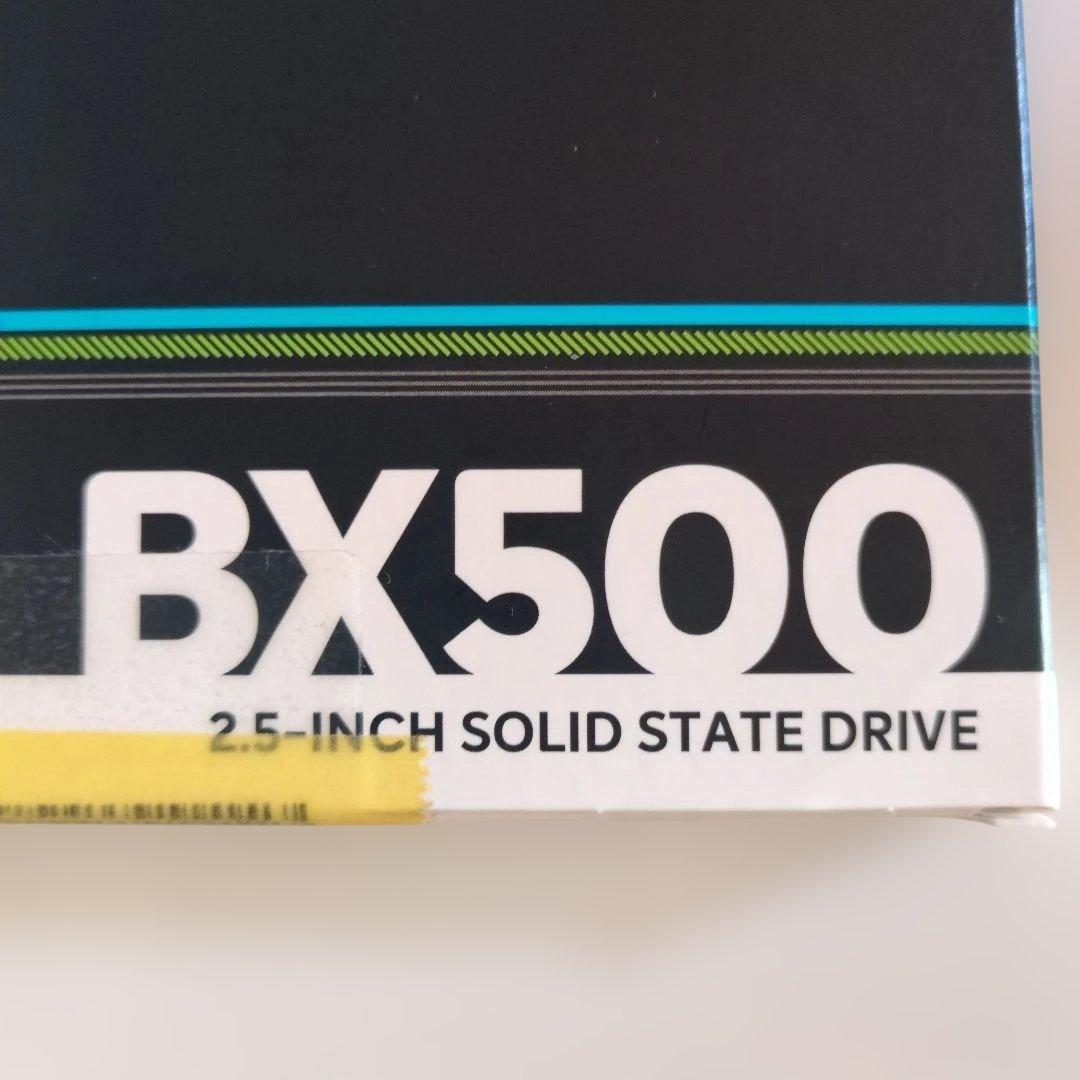 BX500
2.5-INCH SOLID STATE DRIVE